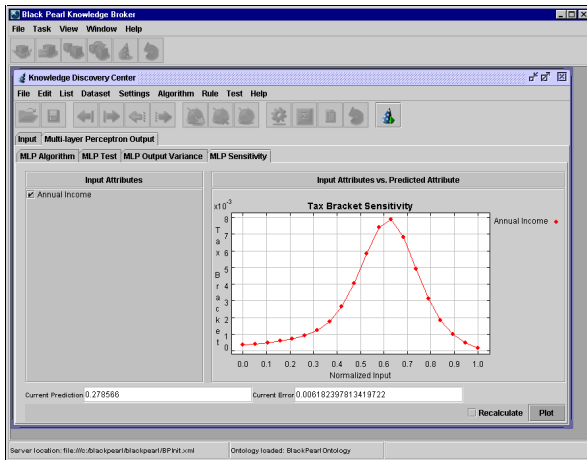 Black Pearl Knowledge Broker
File Task View Window Help
Knowledge Discovery Center
File Edit List Dataset Settings Algorithm Rule Test Help
Input Multi-layer Perceptron Output
MLP Algorithm MLP Test MLP Output Variance MLP Sensitivity
Input Attributes
Input Attributes vs. Predicted Attribute
Annual Income
x10^-3
Tax Bracket Sensitivity
Annual Income
8
7
6
5
4
3
2
1
0
Tax Bracket
0.0 0.1 0.2 0.3 0.4 0.5 0.6 0.7 0.8 0.9 1.0
Normalized Input
Current Prediction 0.278566 Current Error 0.006182397813419722
Recalculate Plot
Server location: file:///c:/blackpearl/blackpearl/BPInit.xml Ontology loaded: BlackPearlOntology